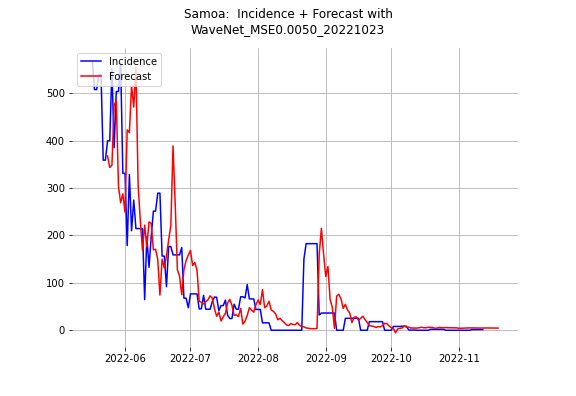 Samoa:  Incidence + Forecast with
WaveNet_MSE0.0050_20221023
Incidence
Forecast
500
400
300
200
100
0
2022-06 2022-07 2022-08 2022-09 2022-10 2022-11